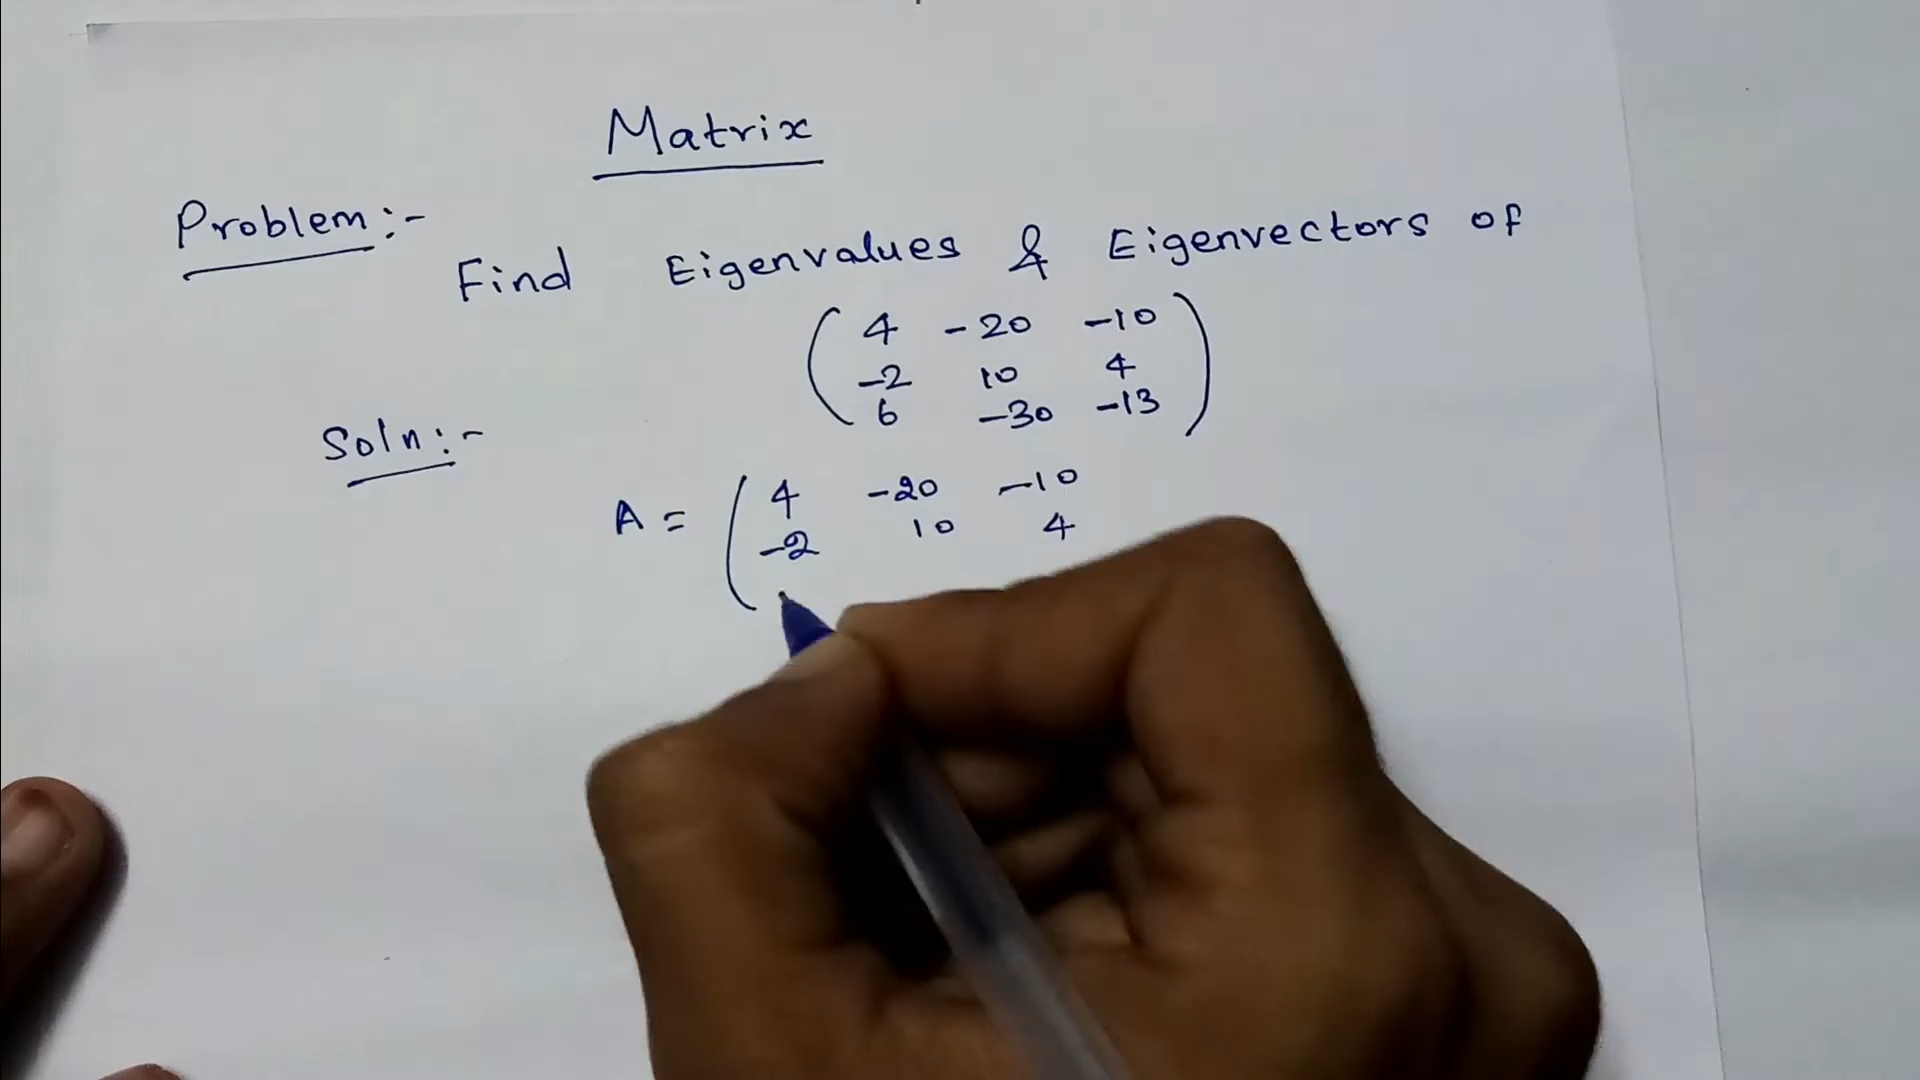 Matrix
Problem:-
Find Eigenvalues & Eigenvectors of
4 -20 -10
-2 10 4
6 -30 -13
Soln:-
A = 4 -20 -10
-2 10 4